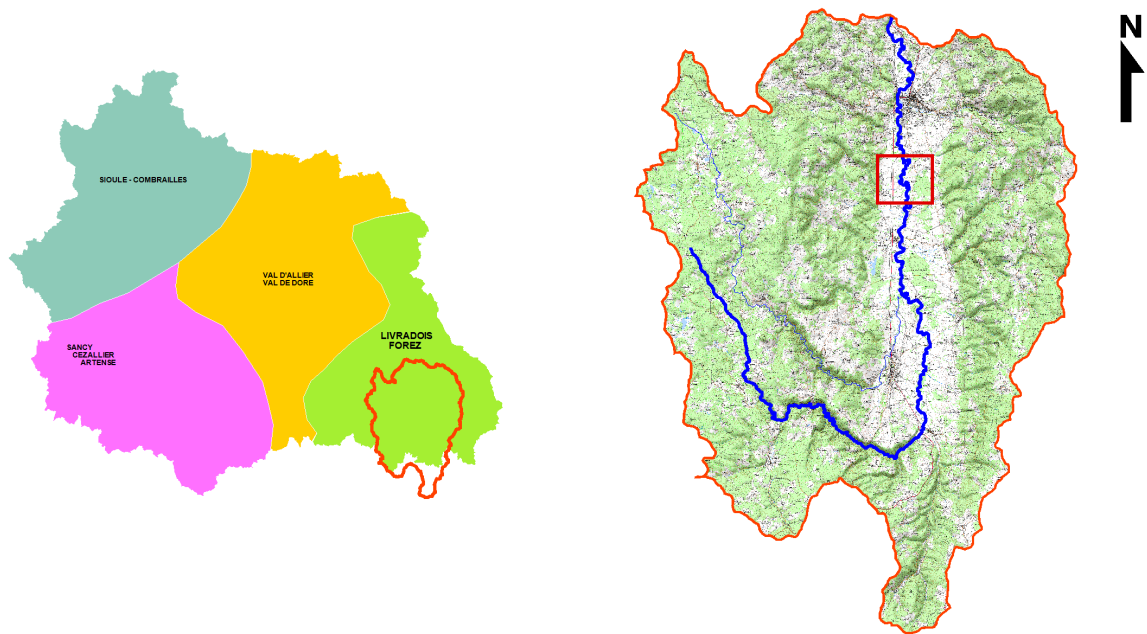 N
SIOULE - COMBRAILLES
VAL D'ALLIER
VAL DE DORE
LIVRADOIS
FOREZ
SANCY
CEZALLIER
ARTENSE